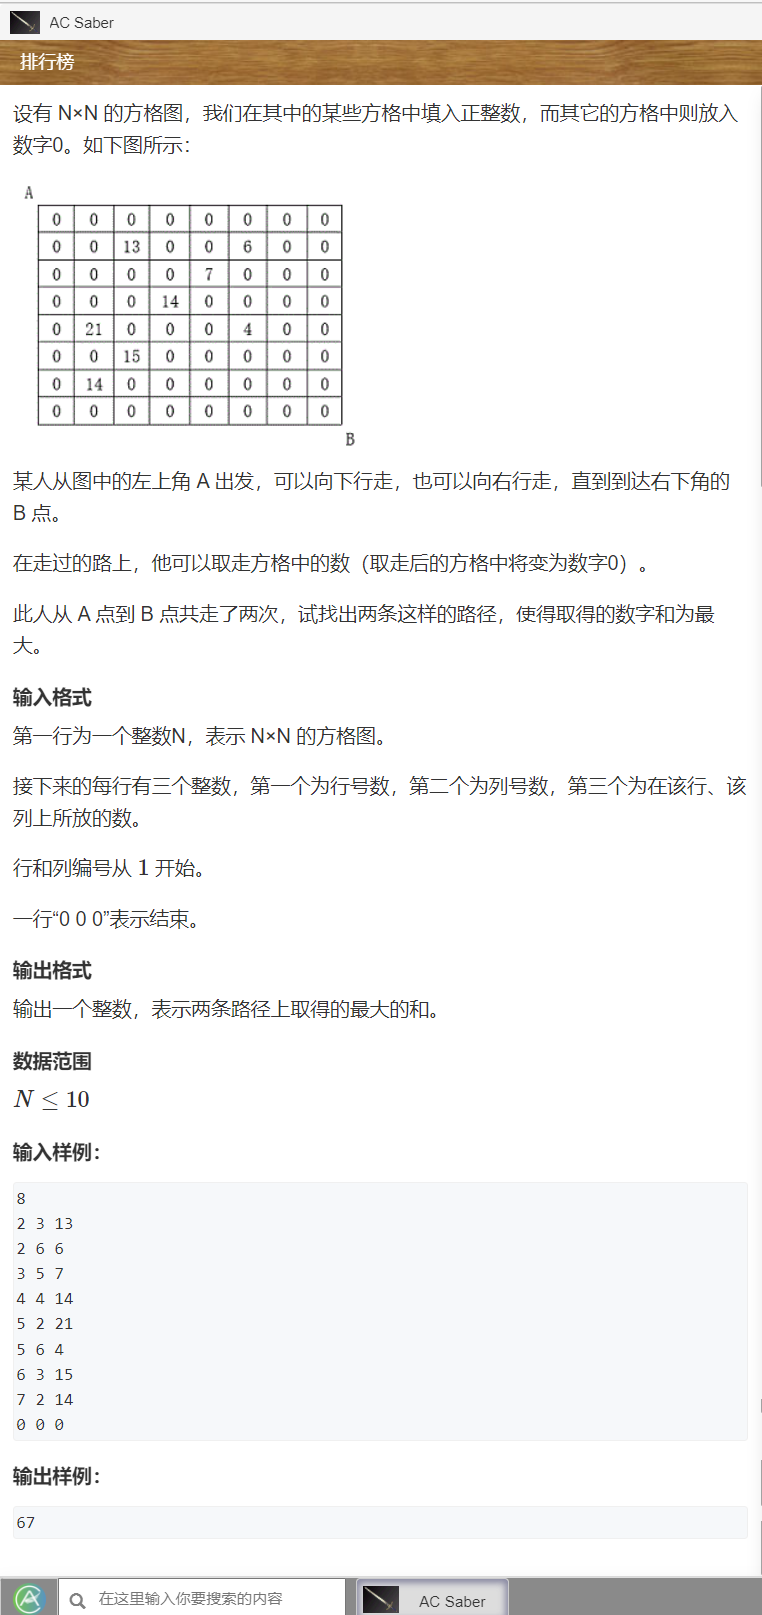 AC Saber
排行榜
设有 N×N 的方格图，我们在其中的某些方格中填入正整数，而其它的方格中则放入
数字0。如下图所示：
A
0 0 0 0 0 0 0 0
0 0 13 0 0 6 0 0
0 0 0 0 7 0 0 0
0 0 0 14 0 0 0 0
0 21 0 0 0 4 0 0
0 0 15 0 0 0 0 0
0 14 0 0 0 0 0 0
0 0 0 0 0 0 0 0
B
某人从图中的左上角 A 出发，可以向下行走，也可以向右行走，直到到达右下角的
B 点。
在走过的路上，他可以取走方格中的数（取走后的方格中将变为数字0）。
此人从 A 点到 B 点共走了两次，试找出两条这样的路径，使得取得的数字和为最
大。
输入格式
第一行为一个整数N，表示 N×N 的方格图。
接下来的每行有三个整数，第一个为行号数，第二个为列号数，第三个为在该行、该
列上所放的数。
行和列编号从 1 开始。
一行“0 0 0”表示结束。
输出格式
输出一个整数，表示两条路径上取得的最大的和。
数据范围
N ≤ 10
输入样例：
8
2 3 13
2 6 6
3 5 7
4 4 14
5 2 21
5 6 4
6 3 15
7 2 14
0 0 0
输出样例：
67
在这里输入你要搜索的内容
AC Saber